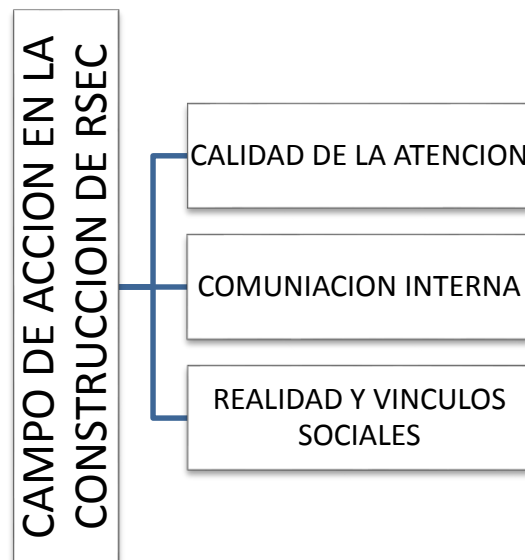 CAMPO DE ACCION EN LA
CONSTRUCCION DE RSEC
CALIDAD DE LA ATENCION
COMUNIACION INTERNA
REALIDAD Y VINCULOS
SOCIALES